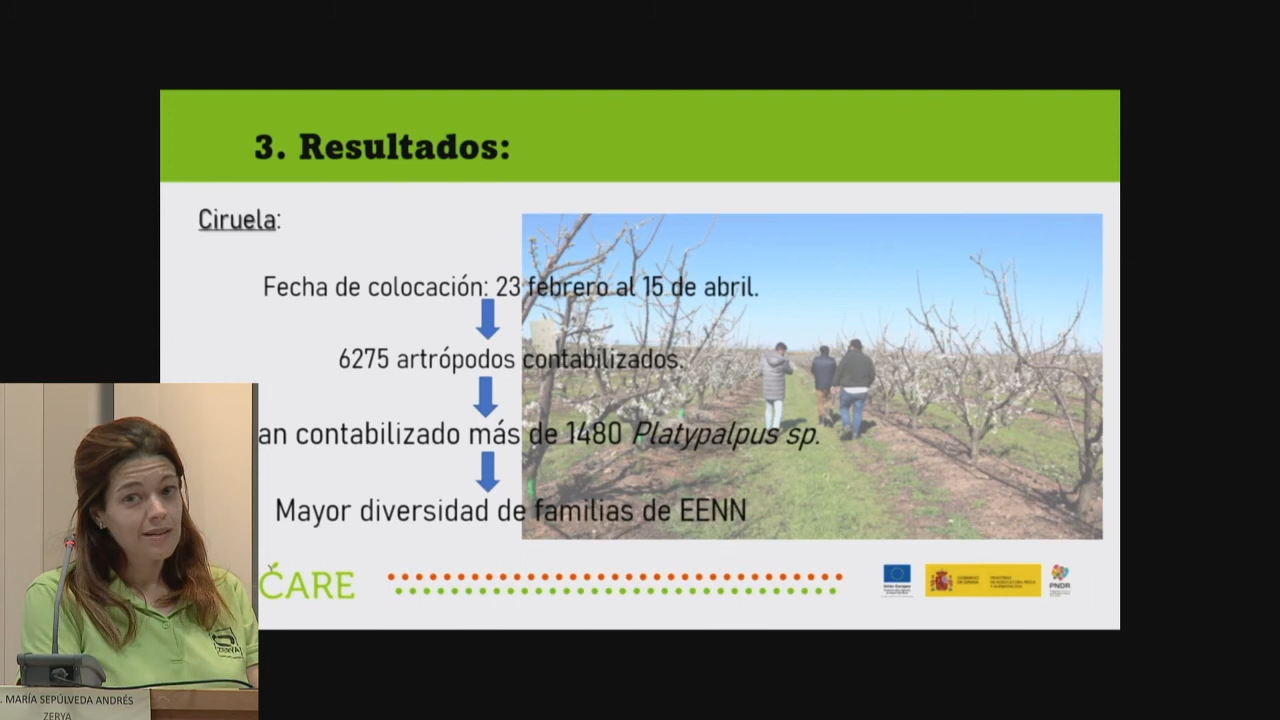 3. Resultados:
Ciruela:
Fecha de colocación: 23 febrero al 15 de abril.
6275 artrópodos contabilizados.
an contabilizado más de 1480 Platypalpus sp.
Mayor diversidad de familias de EENN
CARE
PNDR
. MARÍA SEPÚLVEDA ANDRÉS
ZERYA